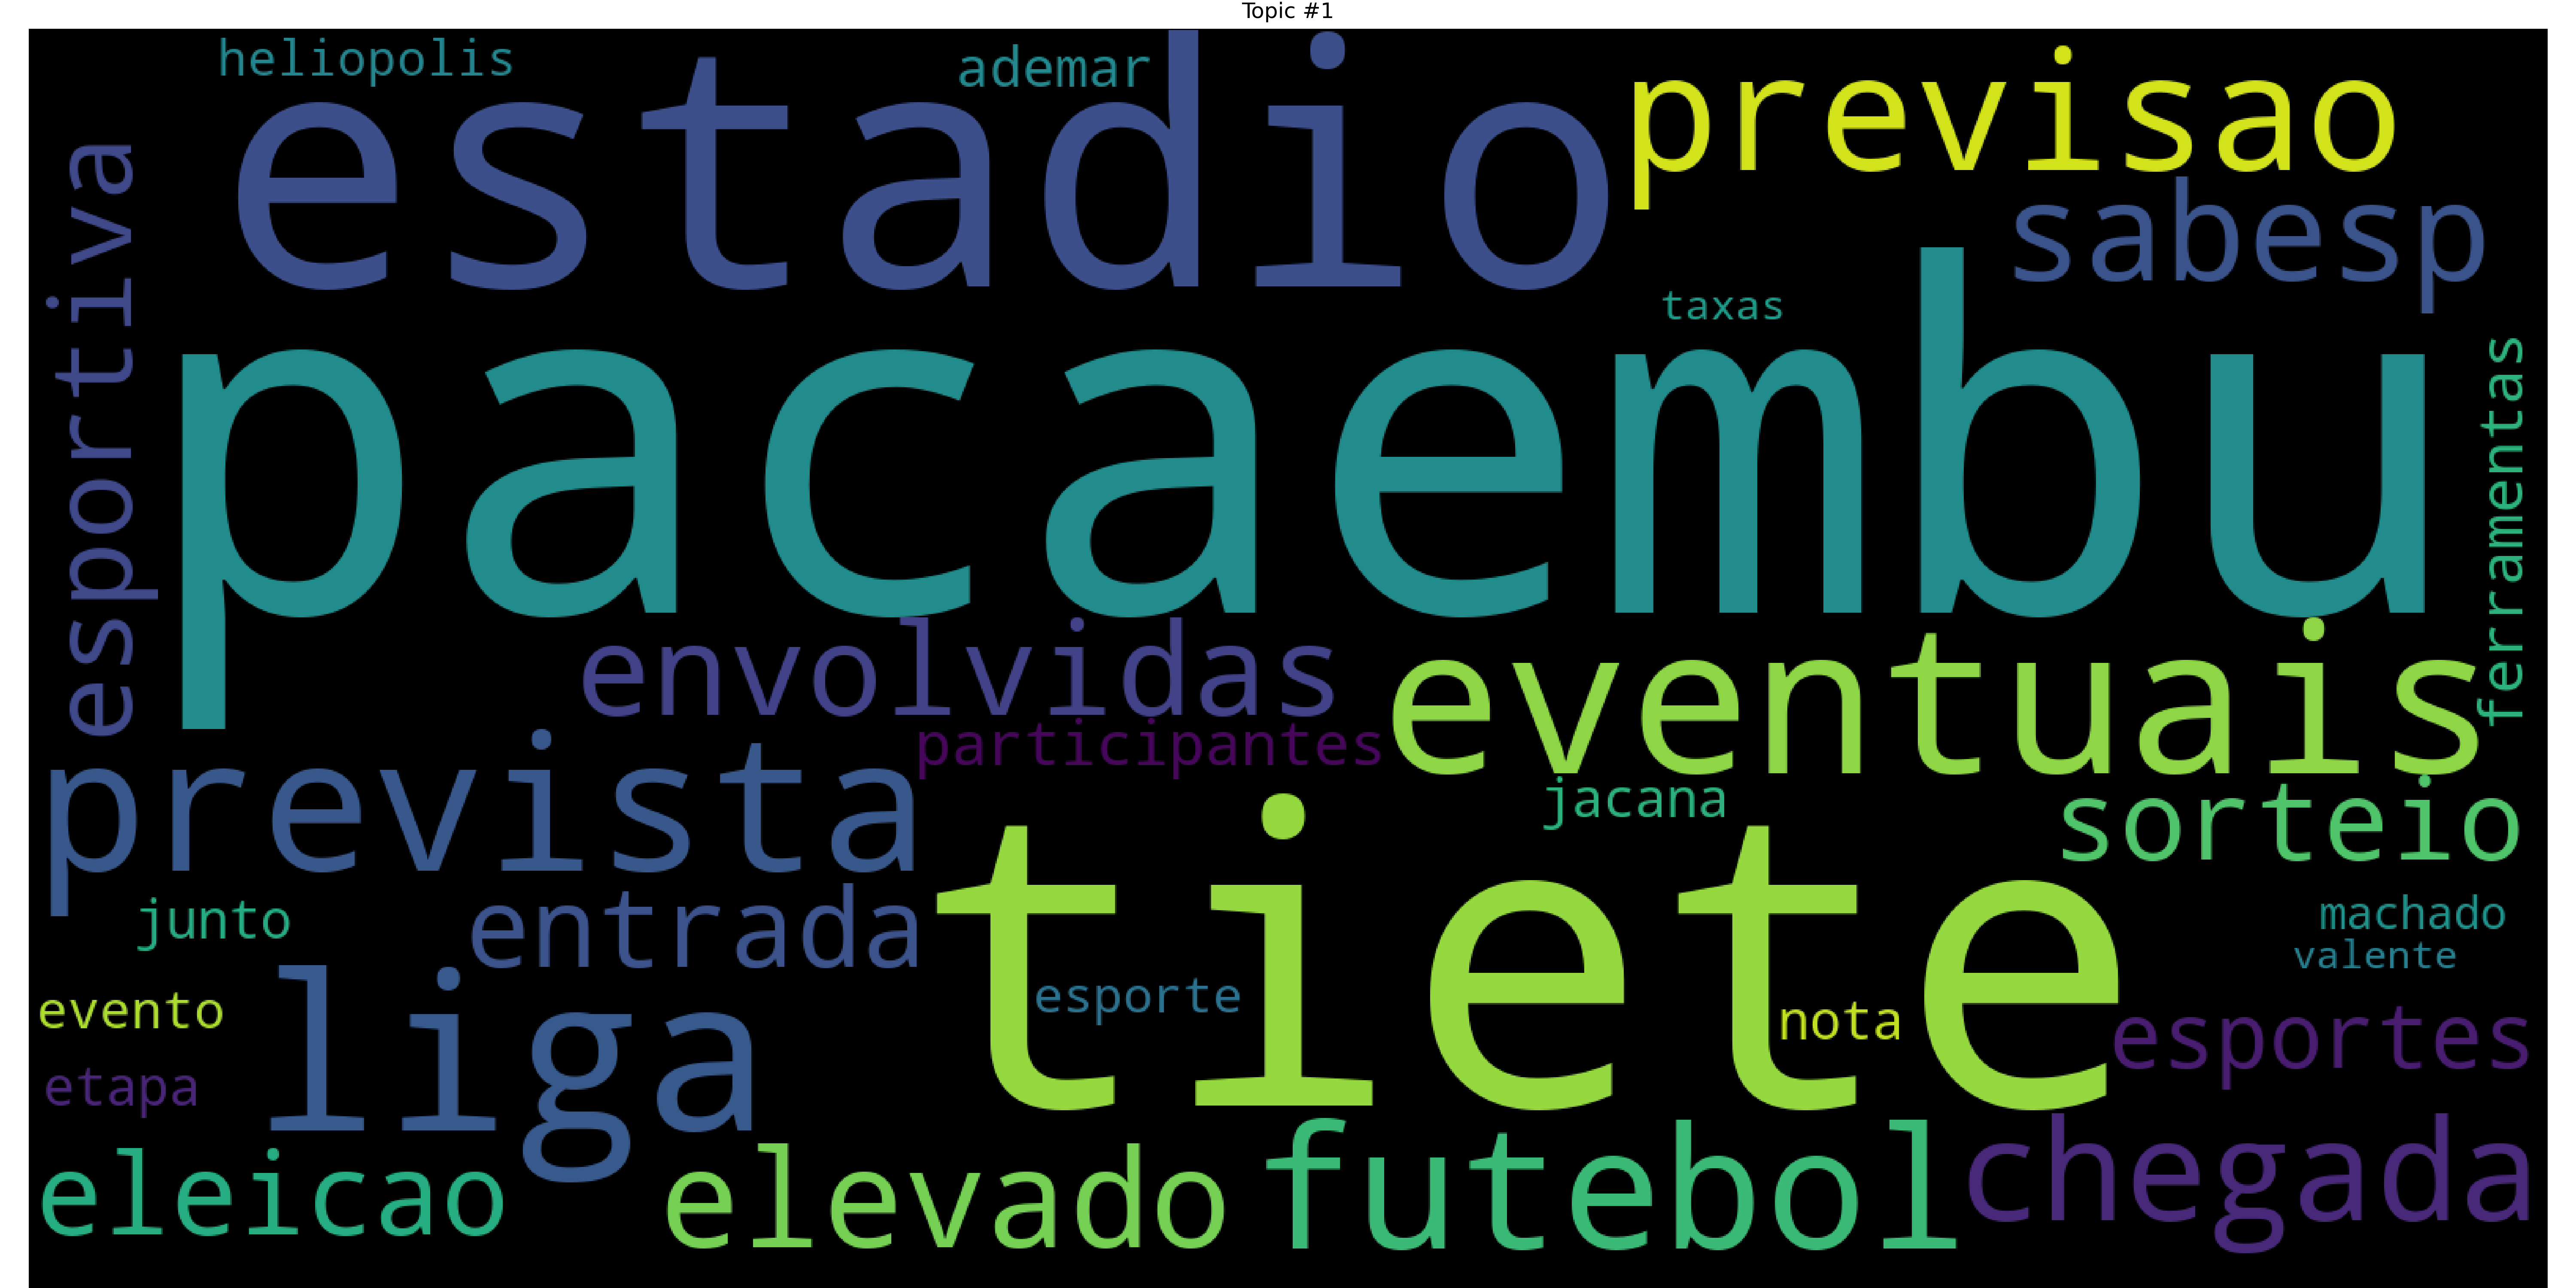 Topic #1
heliopolis
ademar
estadio
previsao
sabesp
esportiva
taxas
pacaembu
ferramentas
envolvidas
eventuais
participantes
prevista
jacana
sorteio
tiete
junto
entrada
machado
valente
esporte
evento
liga
nota
esportes
etapa
eleicao
elevado
futebol
chegada